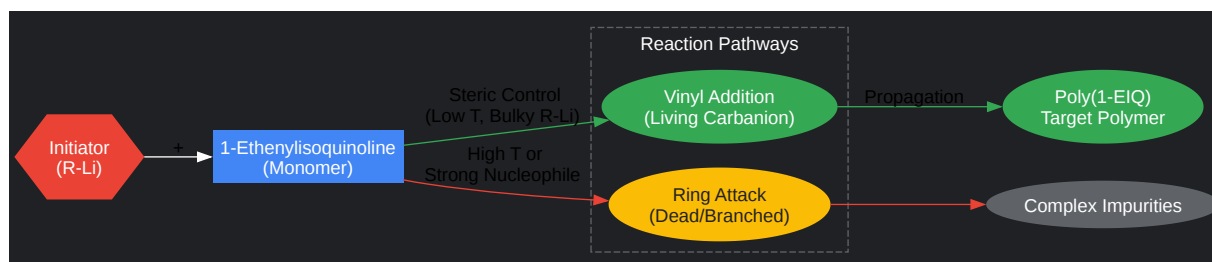 Reaction Pathways
Initiator
(R-Li)
+
1-Ethenylisoquinoline
(Monomer)
Steric Control
(Low T, Bulky R-Li)
High T or
Strong Nucleophile
Vinyl Addition
(Living Carbanion)
Ring Attack
(Dead/Branched)
Propagation
Poly(1-EIQ)
Target Polymer
Complex Impurities